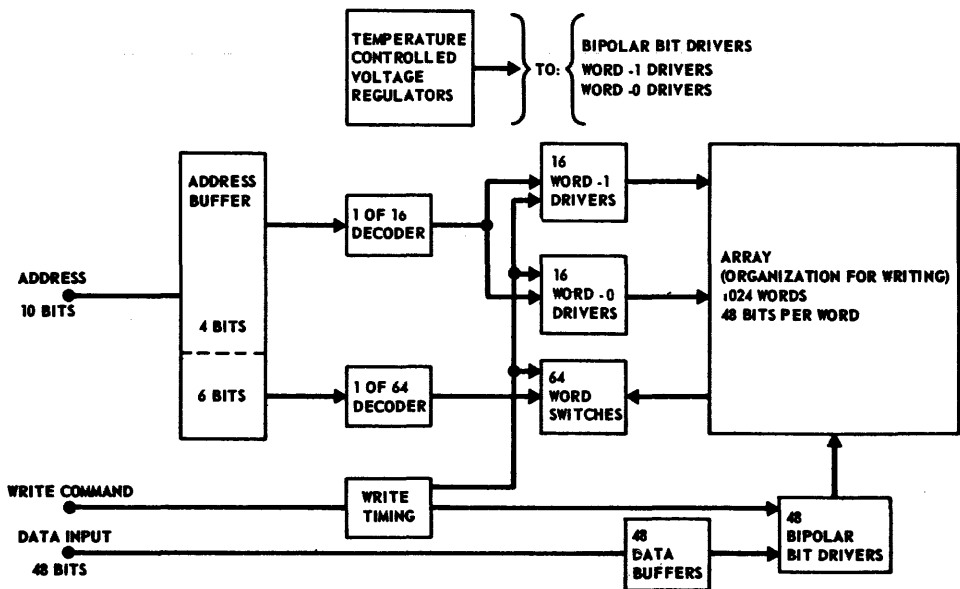 TEMPERATURE
CONTROLLED
VOLTAGE
REGULATORS
TO:
BIPOLAR BIT DRIVERS
WORD -1 DRIVERS
WORD -0 DRIVERS
ADDRESS
BUFFER
4 BITS
6 BITS
ADDRESS
10 BITS
1 OF 16
DECODER
1 OF 64
DECODER
16
WORD -1
DRIVERS
16
WORD -0
DRIVERS
64
WORD
SWITCHES
ARRAY
(ORGANIZATION FOR WRITING)
1024 WORDS
48 BITS PER WORD
WRITE COMMAND
WRITE
TIMING
DATA INPUT
48 BITS
48
DATA
BUFFERS
48
BIPOLAR
BIT DRIVERS